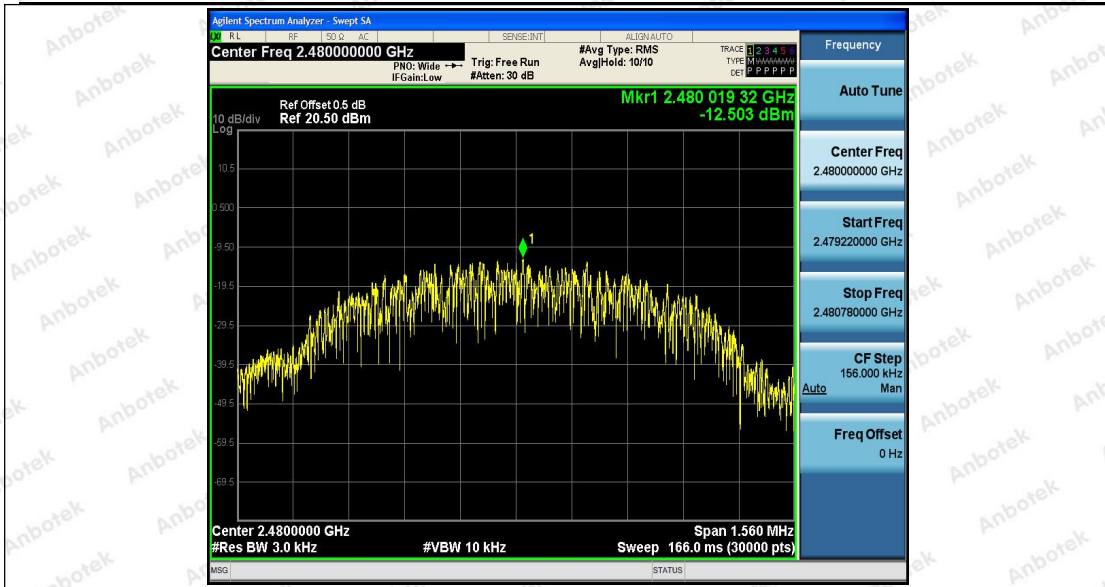 Agilent Spectrum Analyzer - Swept SA
RL RF 50 Ω AC SENSE:INT ALIGNAUTO
Center Freq 2.480000000 GHz
PNO: Wide
IFGain:Low
Trig: Free Run
#Atten: 30 dB
#Avg Type: RMS
Avg|Hold: 10/10
TRACE 1 2 3 4 5 6
TYPE M
DET P P P P P P
Frequency
Ref Offset 0.5 dB
10 dB/div Ref 20.50 dBm
Log
Mkr1 2.480 019 32 GHz
-12.503 dBm
10.5
0.500
-9.50
-19.5
-29.5
-39.5
-49.5
-59.5
-69.5
1
Center 2.4800000 GHz
Span 1.560 MHz
#Res BW 3.0 kHz
#VBW 10 kHz
Sweep 166.0 ms (30000 pts)
MSG
STATUS
Auto Tune
Center Freq
2.480000000 GHz
Start Freq
2.479220000 GHz
Stop Freq
2.480780000 GHz
CF Step
156.000 kHz
Auto Man
Freq Offset
0 Hz
Anbotek